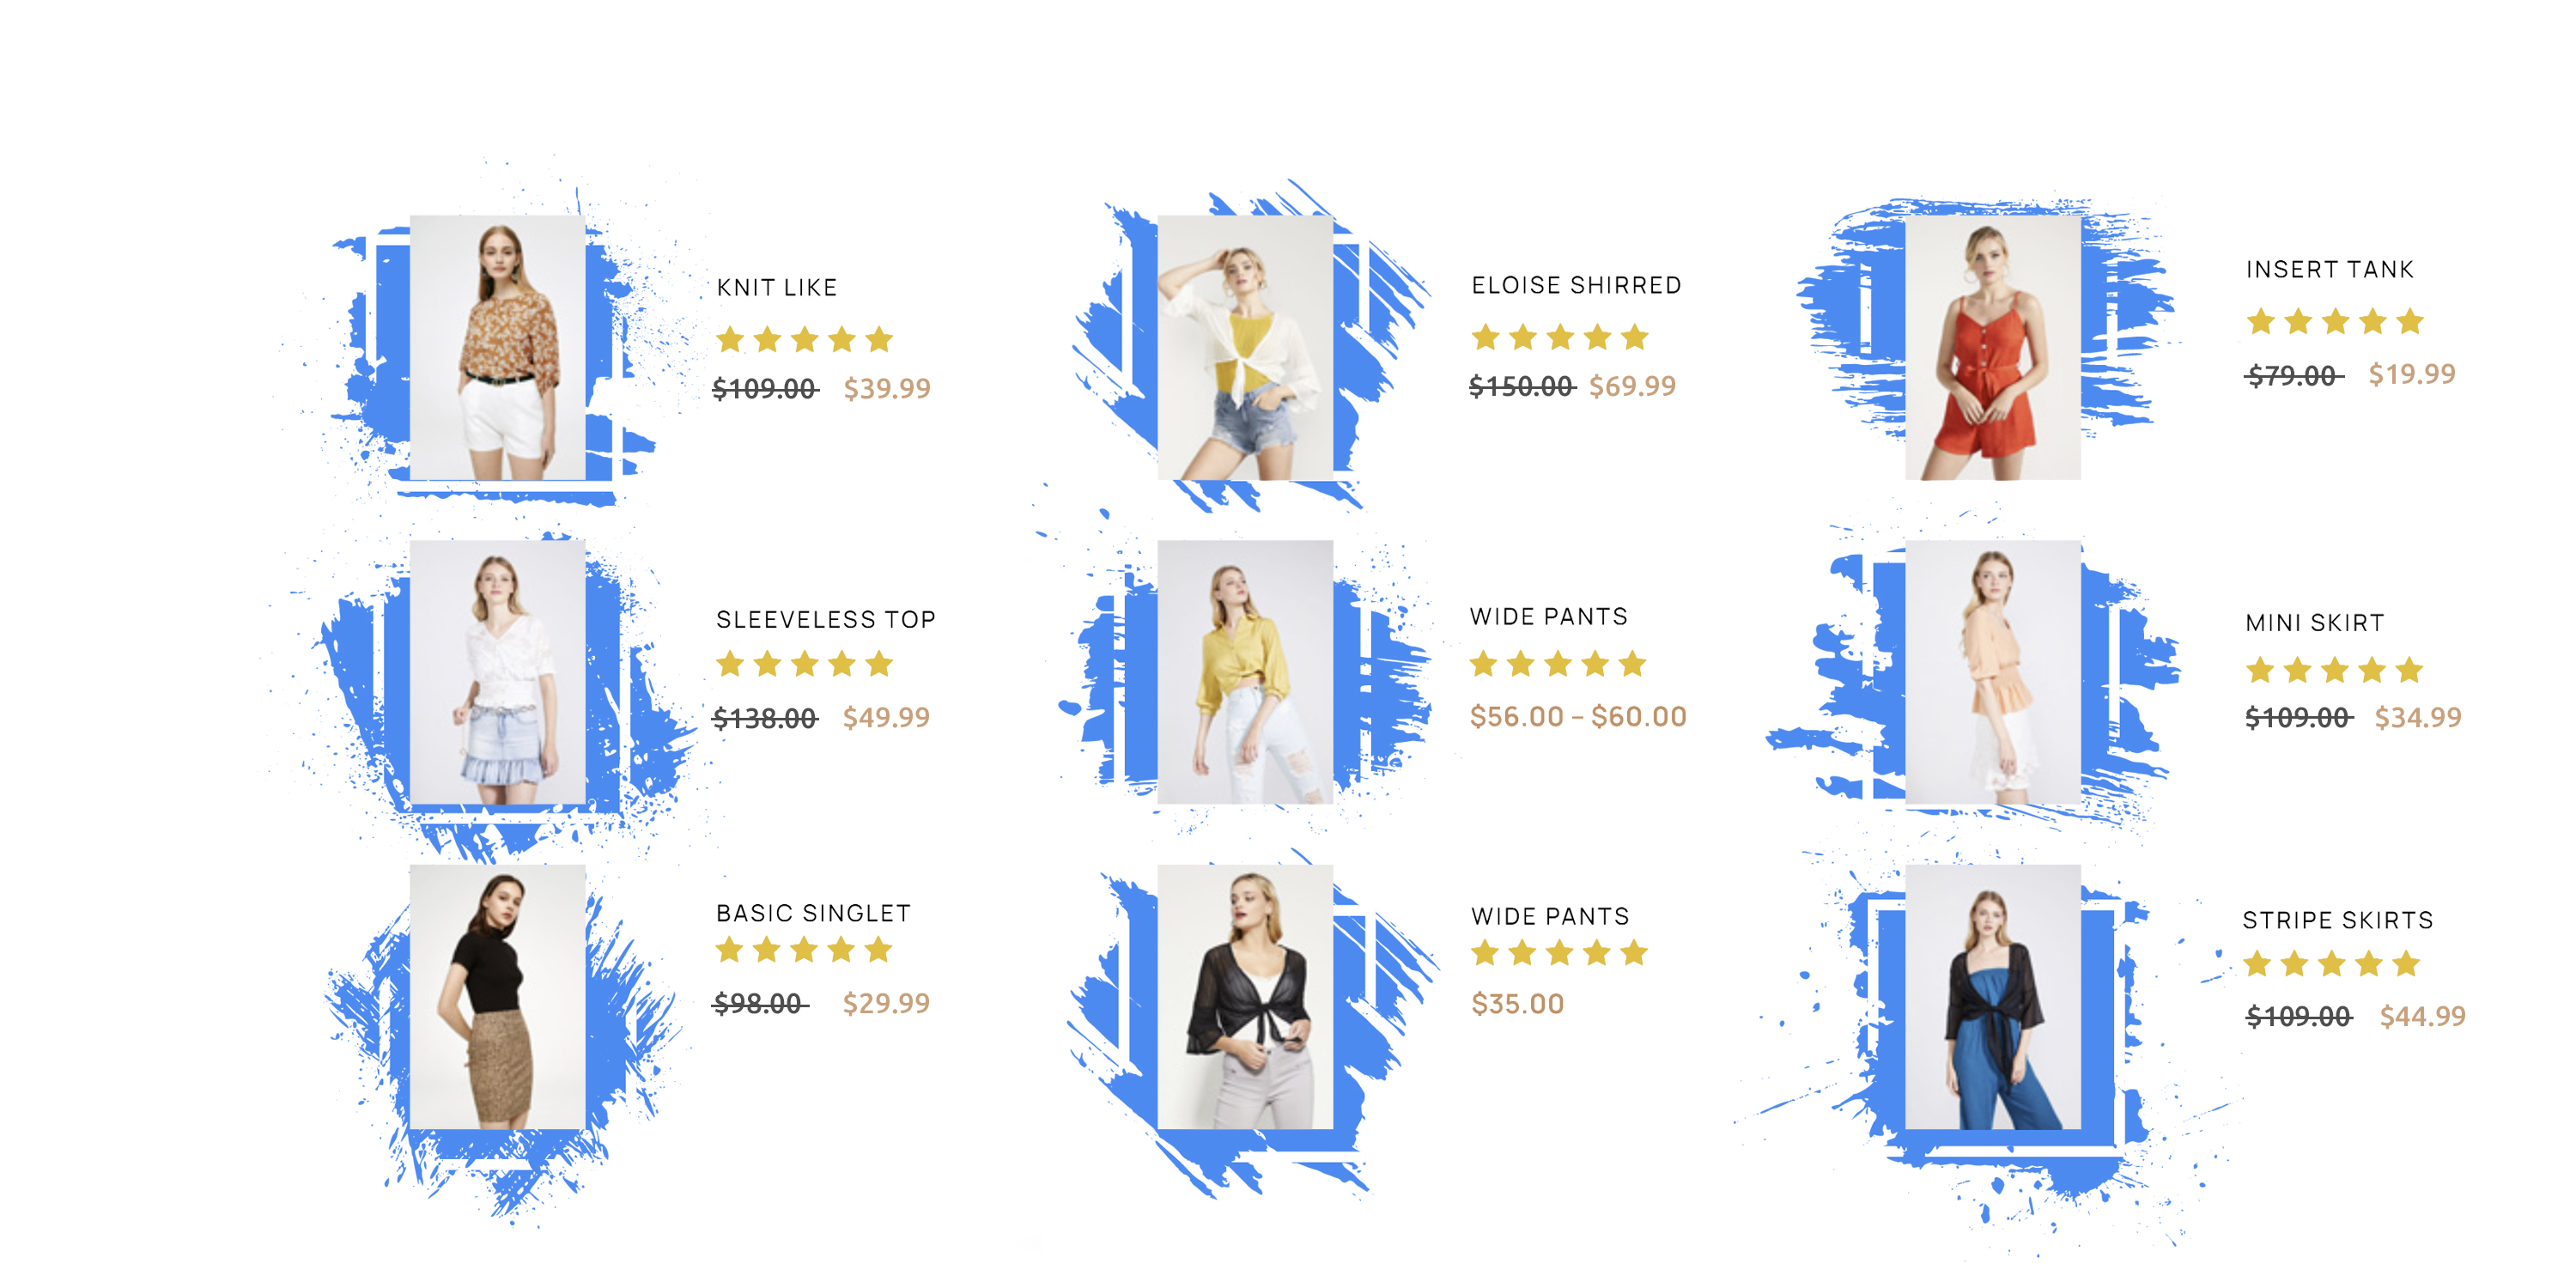 KNIT LIKE
$109.00 $39.99
ELOISE SHIRRED
$150.00 $69.99
INSERT TANK
$79.00 $19.99
SLEEVELESS TOP
$138.00 $49.99
WIDE PANTS
$56.00 – $60.00
MINI SKIRT
$109.00 $34.99
BASIC SINGLET
$98.00 $29.99
WIDE PANTS
$35.00
STRIPE SKIRTS
$109.00 $44.99